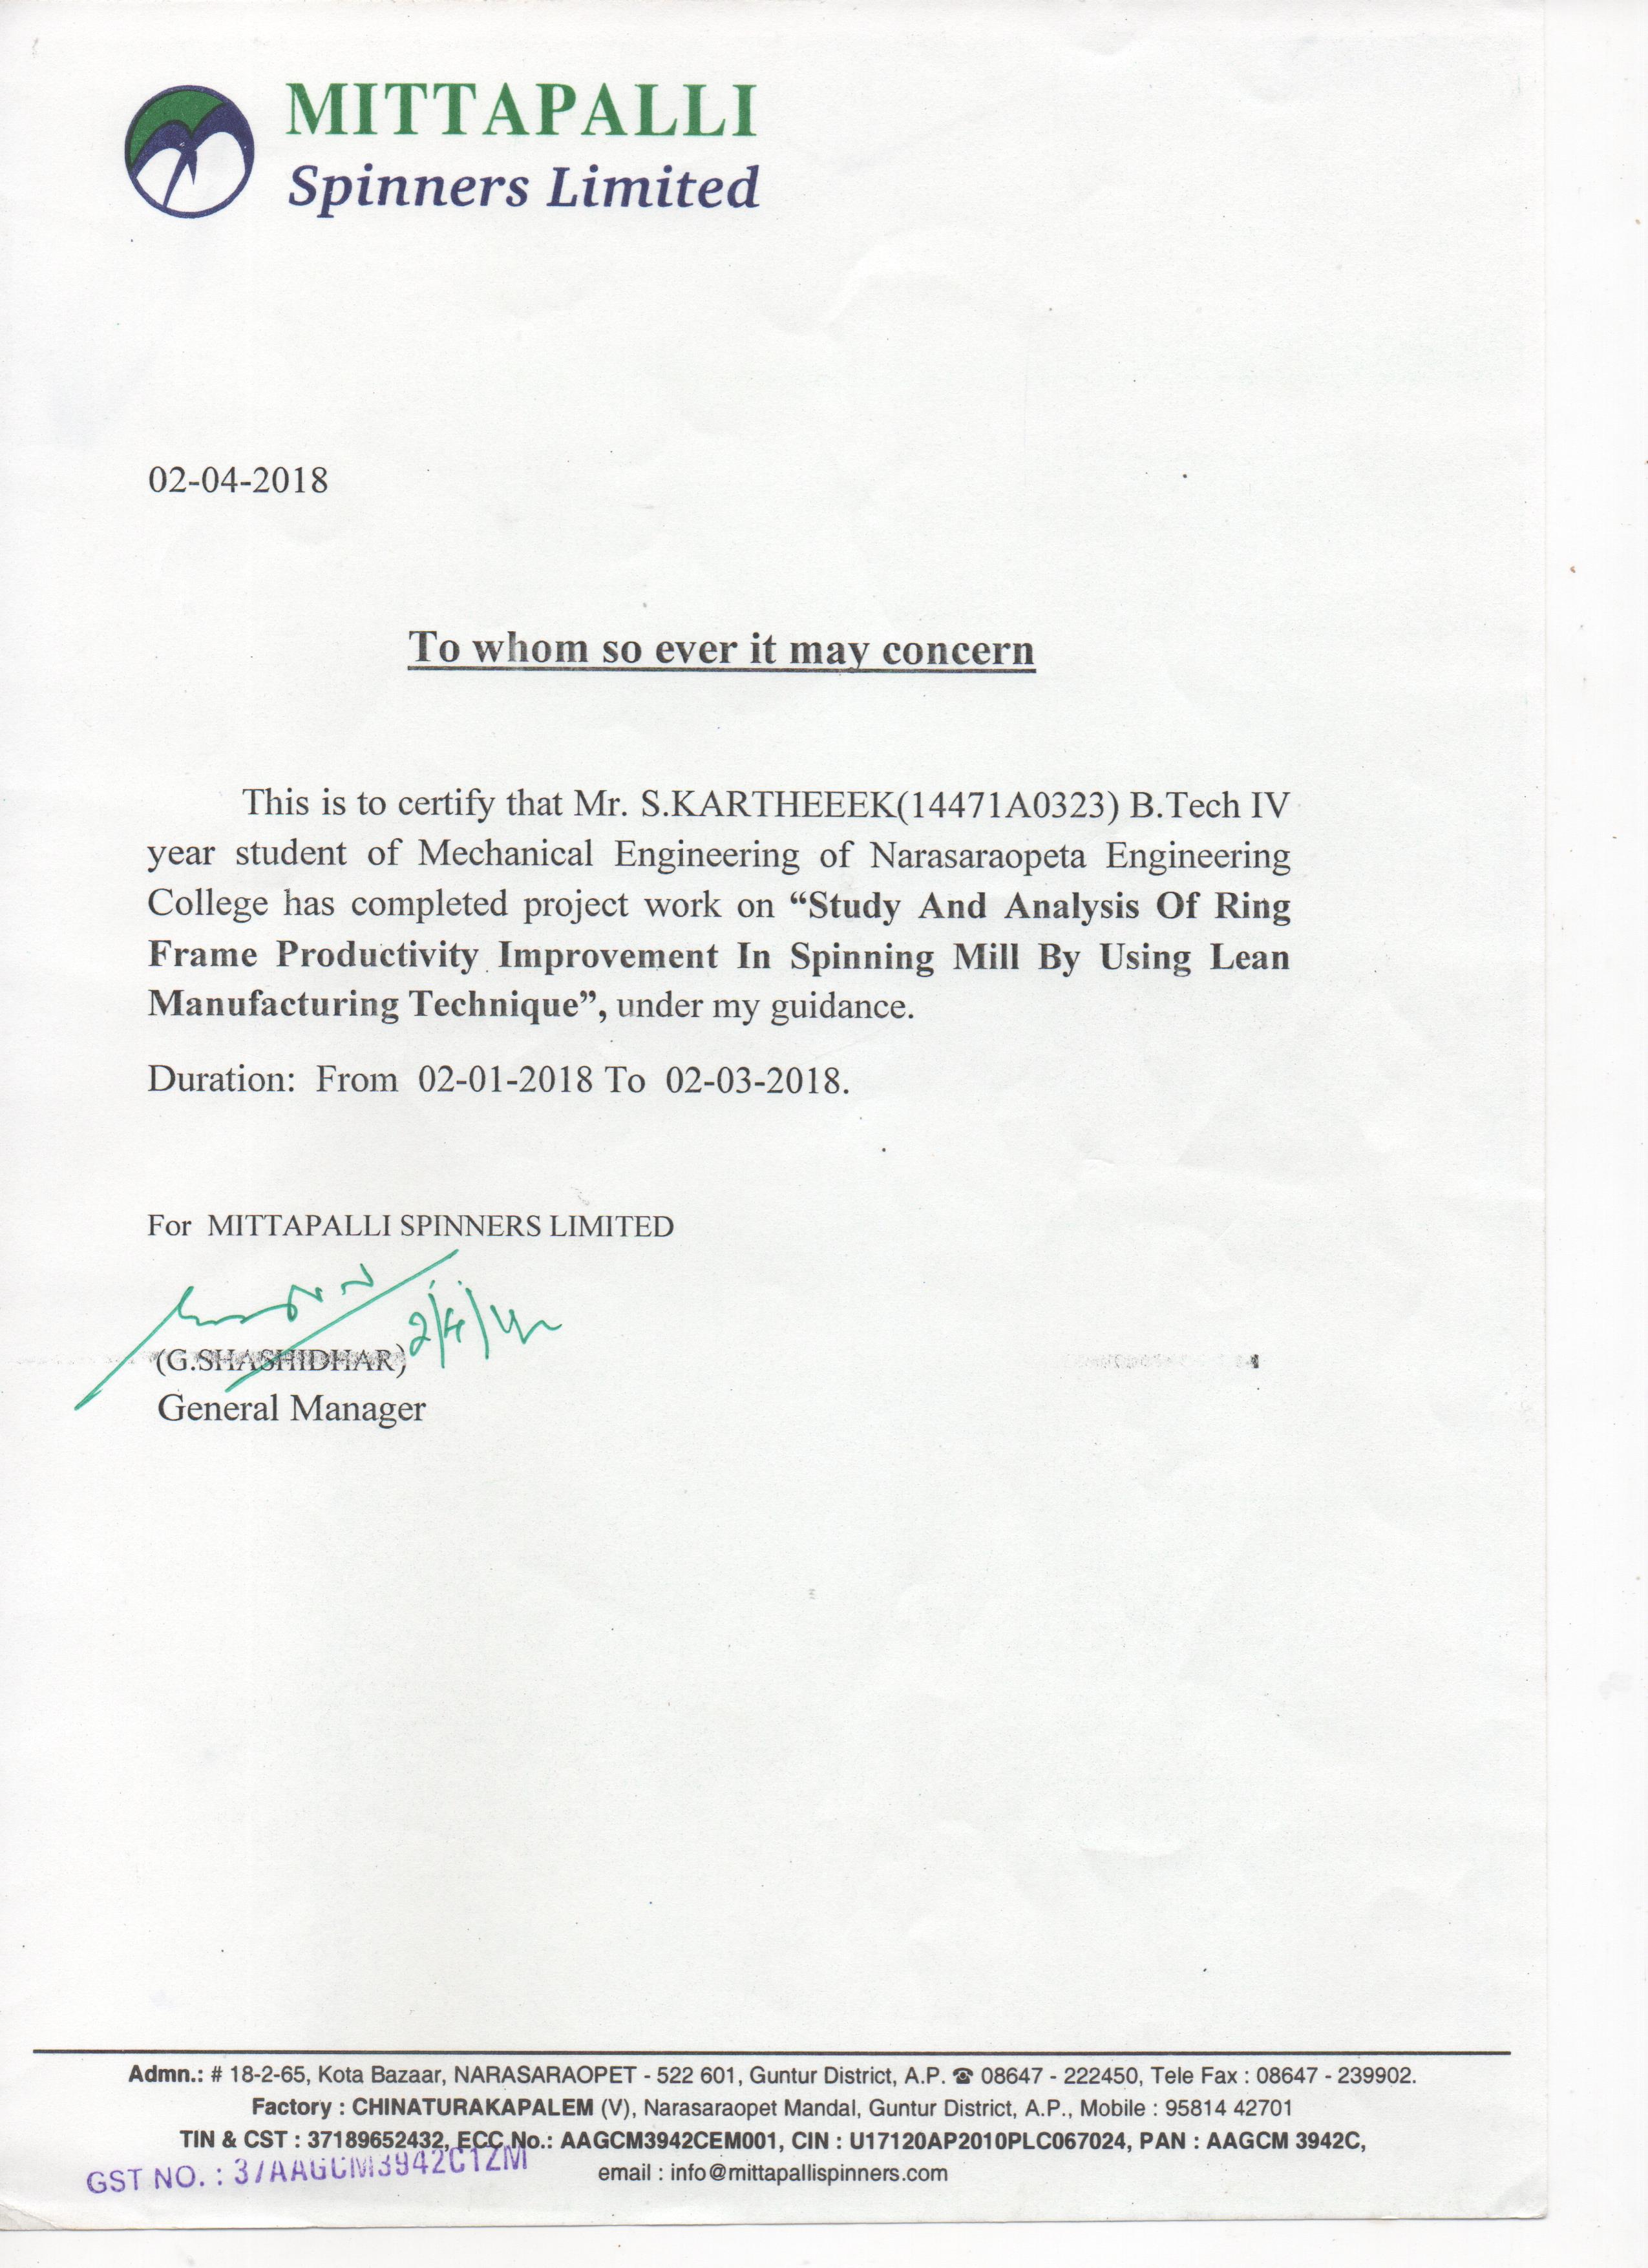 MITTAPALLI
Spinners Limited
02-04-2018
To whom so ever it may concern
This is to certify that Mr. S.KARTHEEEK(14471A0323) B.Tech IV
year student of Mechanical Engineering of Narasaraopeta Engineering
College has completed project work on “Study And Analysis Of Ring
Frame Productivity Improvement In Spinning Mill By Using Lean
Manufacturing Technique”, under my guidance.
Duration: From 02-01-2018 To 02-03-2018.
For MITTAPALLI SPINNERS LIMITED
(G.SHASHIDHAR)
General Manager
Admn.: # 18-2-65, Kota Bazaar, NARASARAOPET - 522 601, Guntur District, A.P. ☎ 08647 - 222450, Tele Fax : 08647 - 239902.
Factory : CHINATURAKAPALEM (V), Narasaraopet Mandal, Guntur District, A.P., Mobile : 95814 42701
TIN & CST : 37189652432, ECC No.: AAGCM3942CEM001, CIN : U17120AP2010PLC067024, PAN : AAGCM 3942C,
GST NO. : 37AAGCM3942C1ZM
email : info@mittapallispinners.com